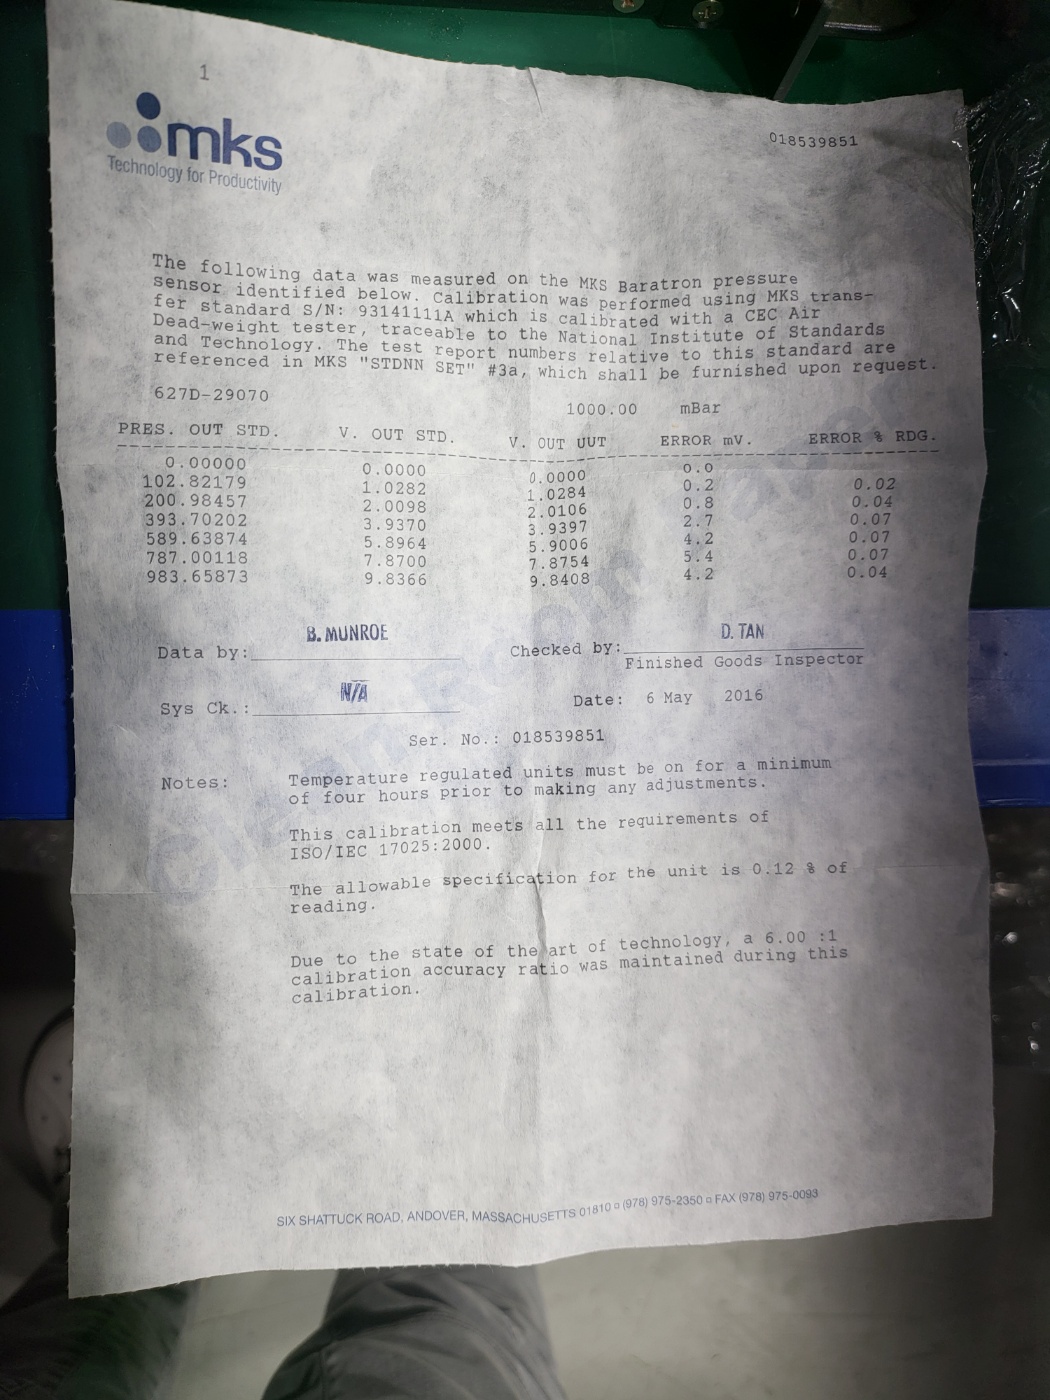 1
mks
Technology for Productivity
018539851
The following data was measured on the MKS Baratron pressure
sensor identified below. Calibration was performed using MKS trans-
fer standard S/N: 93141111A which is calibrated with a CEC Air
Dead-weight tester, traceable to the National Institute of Standards
and Technology. The test report numbers relative to this standard are
referenced in MKS "STDNN SET" #3a, which shall be furnished upon request.
627D-29070 1000.00 mBar
PRES. OUT STD. V. OUT STD. V. OUT UUT ERROR mV. ERROR % RDG.
0.00000 0.0000 0.0000 0.0
102.82179 1.0282 1.0284 0.2 0.02
200.98457 2.0098 2.0106 0.8 0.04
393.70202 3.9370 3.9397 2.7 0.07
589.63874 5.8964 5.9006 4.2 0.07
787.00118 7.8700 7.8754 5.4 0.07
983.65873 9.8366 9.8408 4.2 0.04
Data by: B. MUNROE Checked by: D. TAN
Finished Goods Inspector
Sys Ck.: N/A Date: 6 May 2016
Ser. No.: 018539851
Notes: Temperature regulated units must be on for a minimum
of four hours prior to making any adjustments.
This calibration meets all the requirements of
ISO/IEC 17025:2000.
The allowable specification for the unit is 0.12 % of
reading.
Due to the state of the art of technology, a 6.00 :1
calibration accuracy ratio was maintained during this
calibration.
SIX SHATTUCK ROAD, ANDOVER, MASSACHUSETTS 01810 ¤ (978) 975-2350 ¤ FAX (978) 975-0093